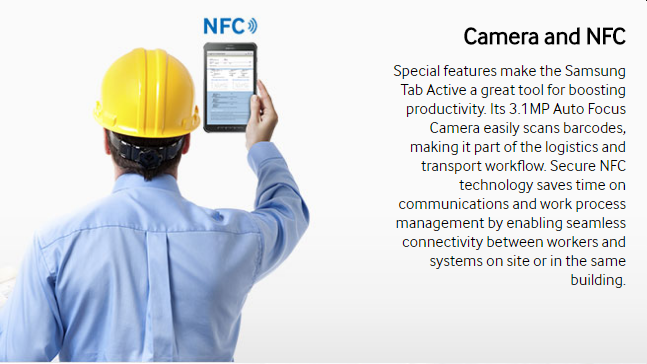 NFC
Camera and NFC
Special features make the Samsung
Tab Active a great tool for boosting
productivity. Its 3.1MP Auto Focus
Camera easily scans barcodes,
making it part of the logistics and
transport workflow. Secure NFC
technology saves time on
communications and work process
management by enabling seamless
connectivity between workers and
systems on site or in the same
building.